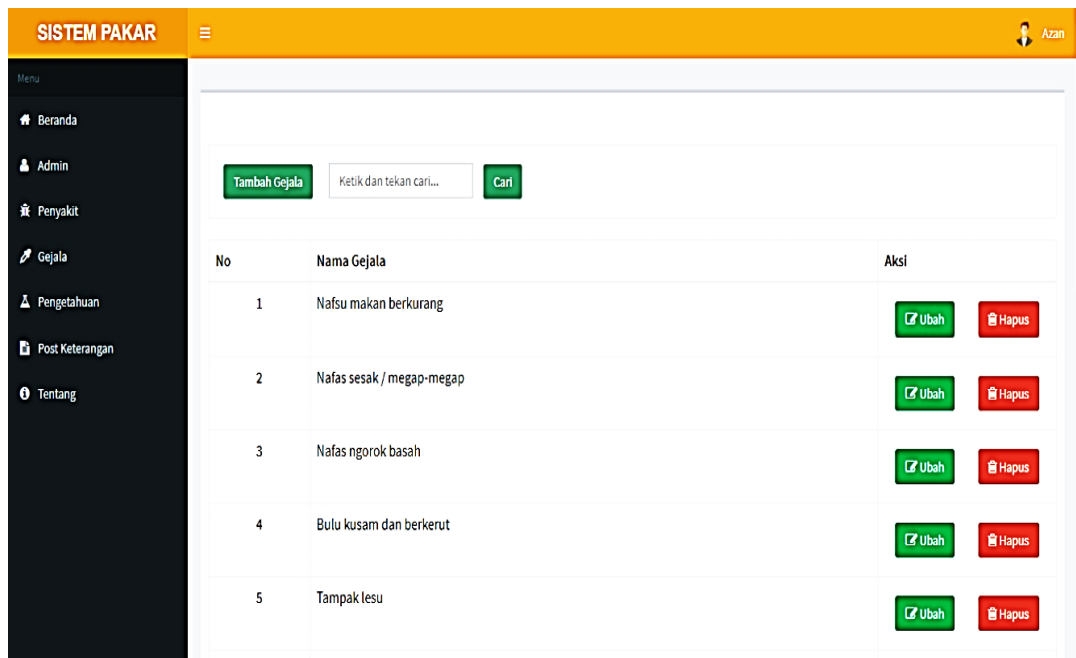 SISTEM PAKAR
Azan
Menu
Beranda
Admin
Penyakit
Gejala
Pengetahuan
Post Keterangan
Tentang
Tambah Gejala Ketik dan tekan cari... Cari
No Nama Gejala Aksi
1 Nafsu makan berkurang Ubah Hapus
2 Nafas sesak / megap-megap Ubah Hapus
3 Nafas ngorok basah Ubah Hapus
4 Bulu kusam dan berkerut Ubah Hapus
5 Tampak lesu Ubah Hapus